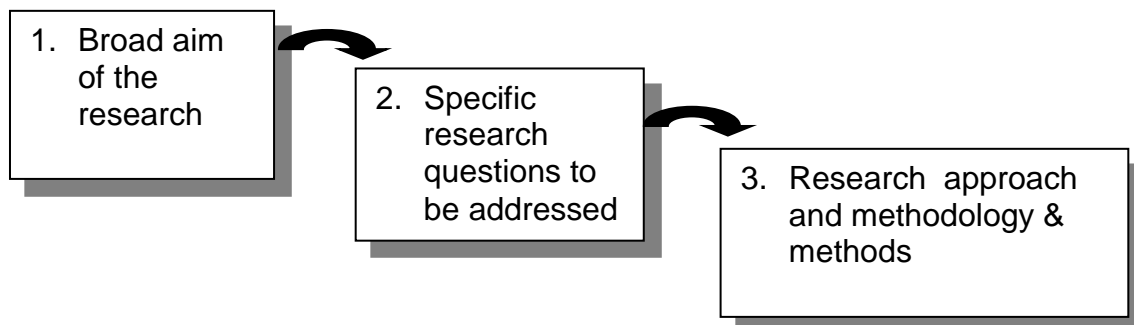 1. Broad aim
of the
research
2. Specific
research
questions to
be addressed
3. Research approach
and methodology &
methods